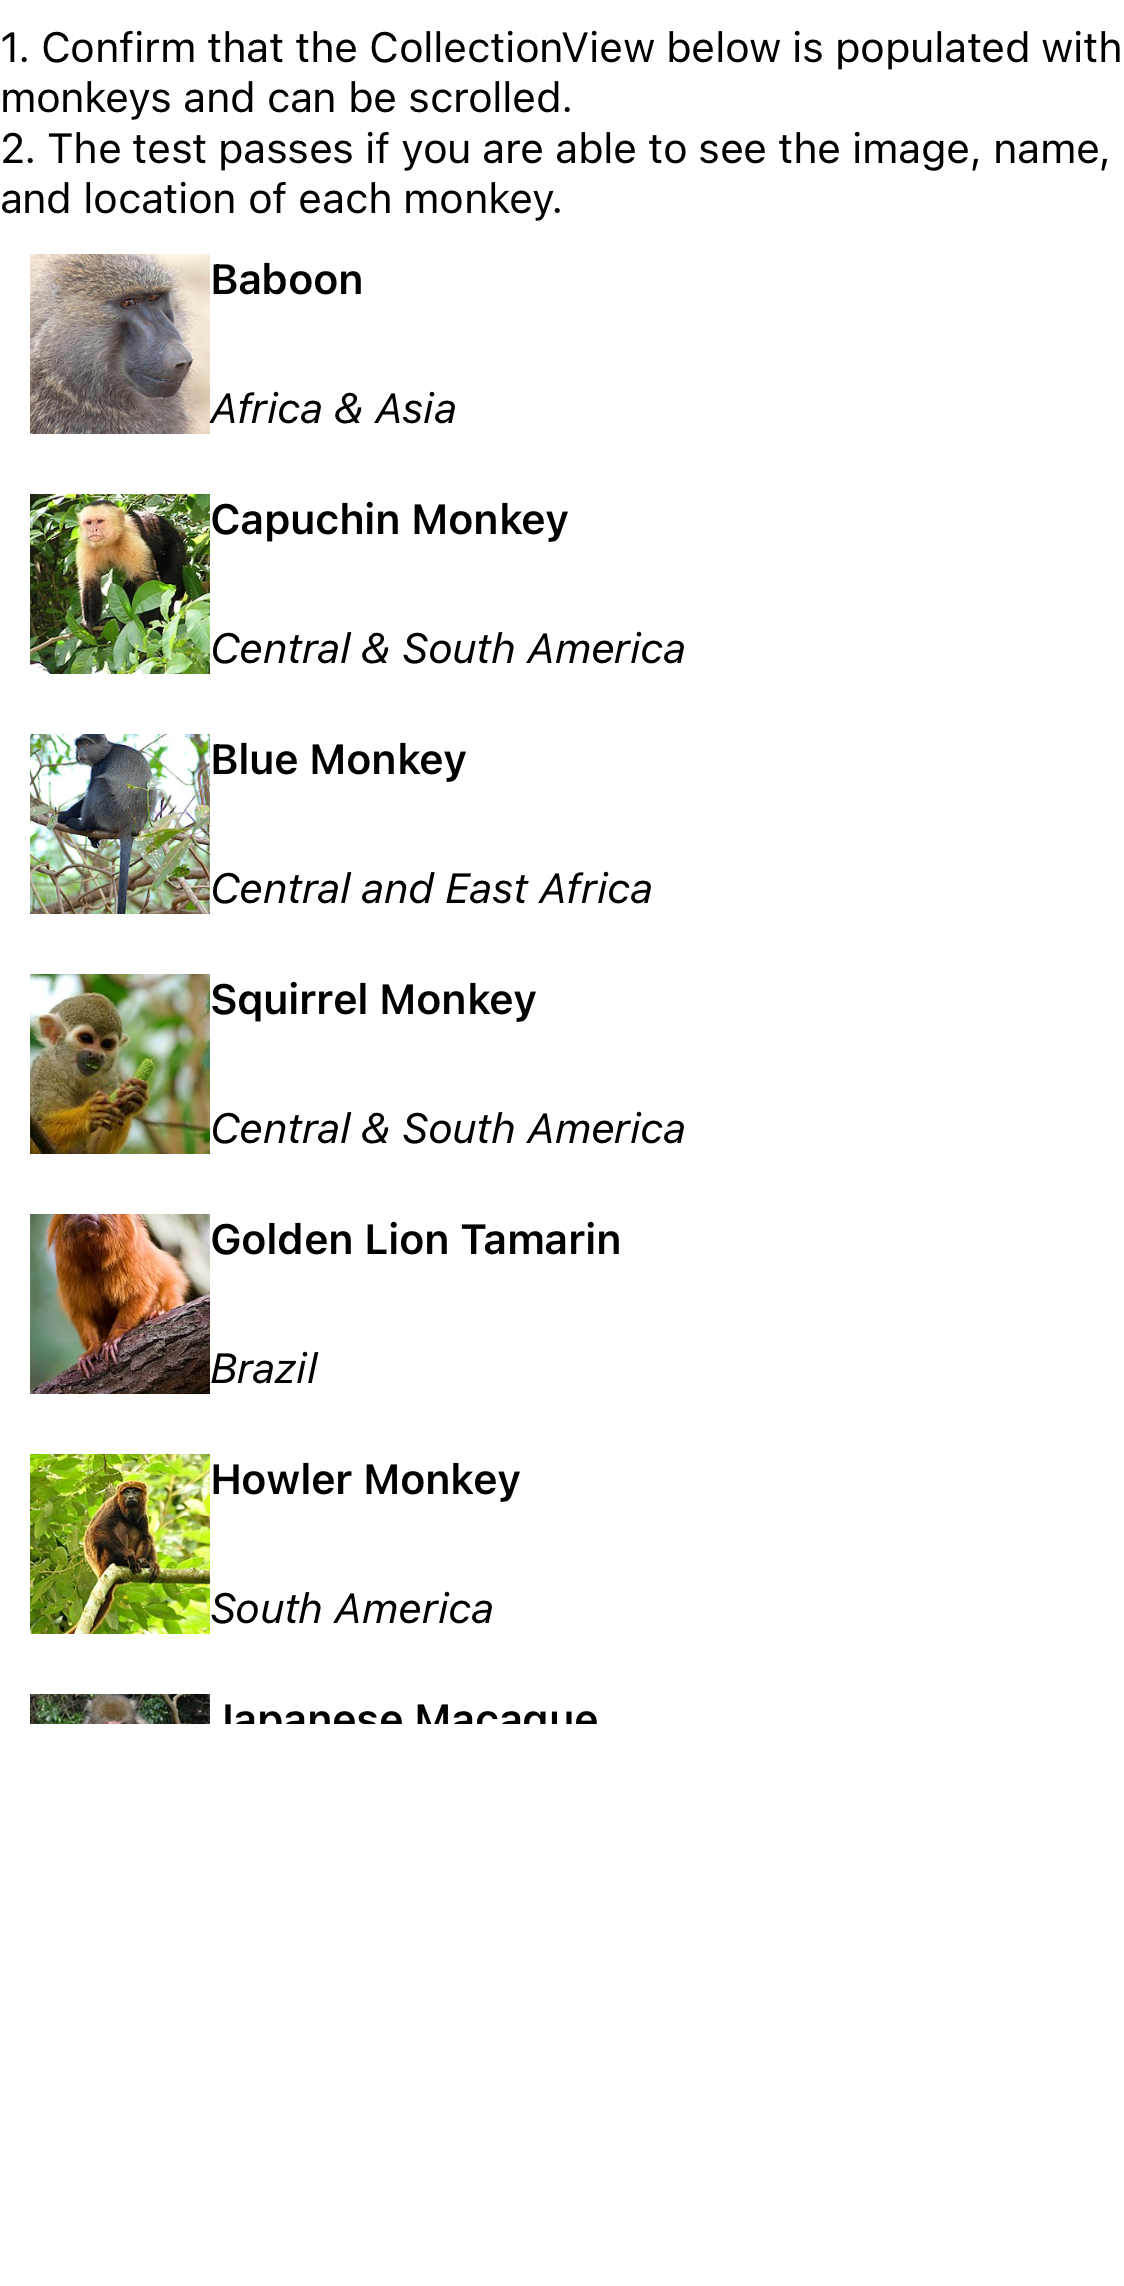 1. Confirm that the CollectionView below is populated with
monkeys and can be scrolled.
2. The test passes if you are able to see the image, name,
and location of each monkey.
Baboon
Africa & Asia
Capuchin Monkey
Central & South America
Blue Monkey
Central and East Africa
Squirrel Monkey
Central & South America
Golden Lion Tamarin
Brazil
Howler Monkey
South America
Japanese Macaque